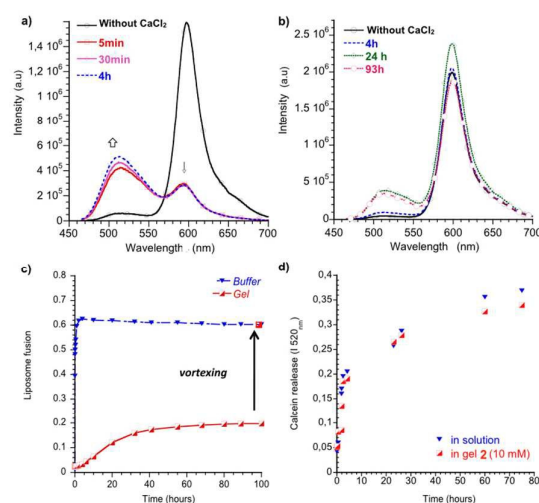 a)
Without CaCl₂
5min
30min
4h
Intensity (a.u)
1,4 10⁶
1,2 10⁶
1 10⁶
8 10⁵
6 10⁵
4 10⁵
2 10⁵
0
450 500 550 600 650 700
Wavelength (nm)
b)
Without CaCl₂
4h
24 h
93h
Intensity (a.u)
2.5 10⁶
2 10⁶
1.5 10⁶
1 10⁶
5 10⁵
0
450 500 550 600 650 700
Wavelength (nm)
c)
Buffer
Gel
Liposome fusion
0.8
0.7
0.6
0.5
0.4
0.3
0.2
0.1
0
vortexing
0 20 40 60 80 100
Time (hours)
d)
Calcein realease (I 520nm)
0,4
0,35
0,3
0,25
0,2
0,15
0,1
0,05
0
in solution
in gel 2 (10 mM)
0 10 20 30 40 50 60 70 80
Time (hours)